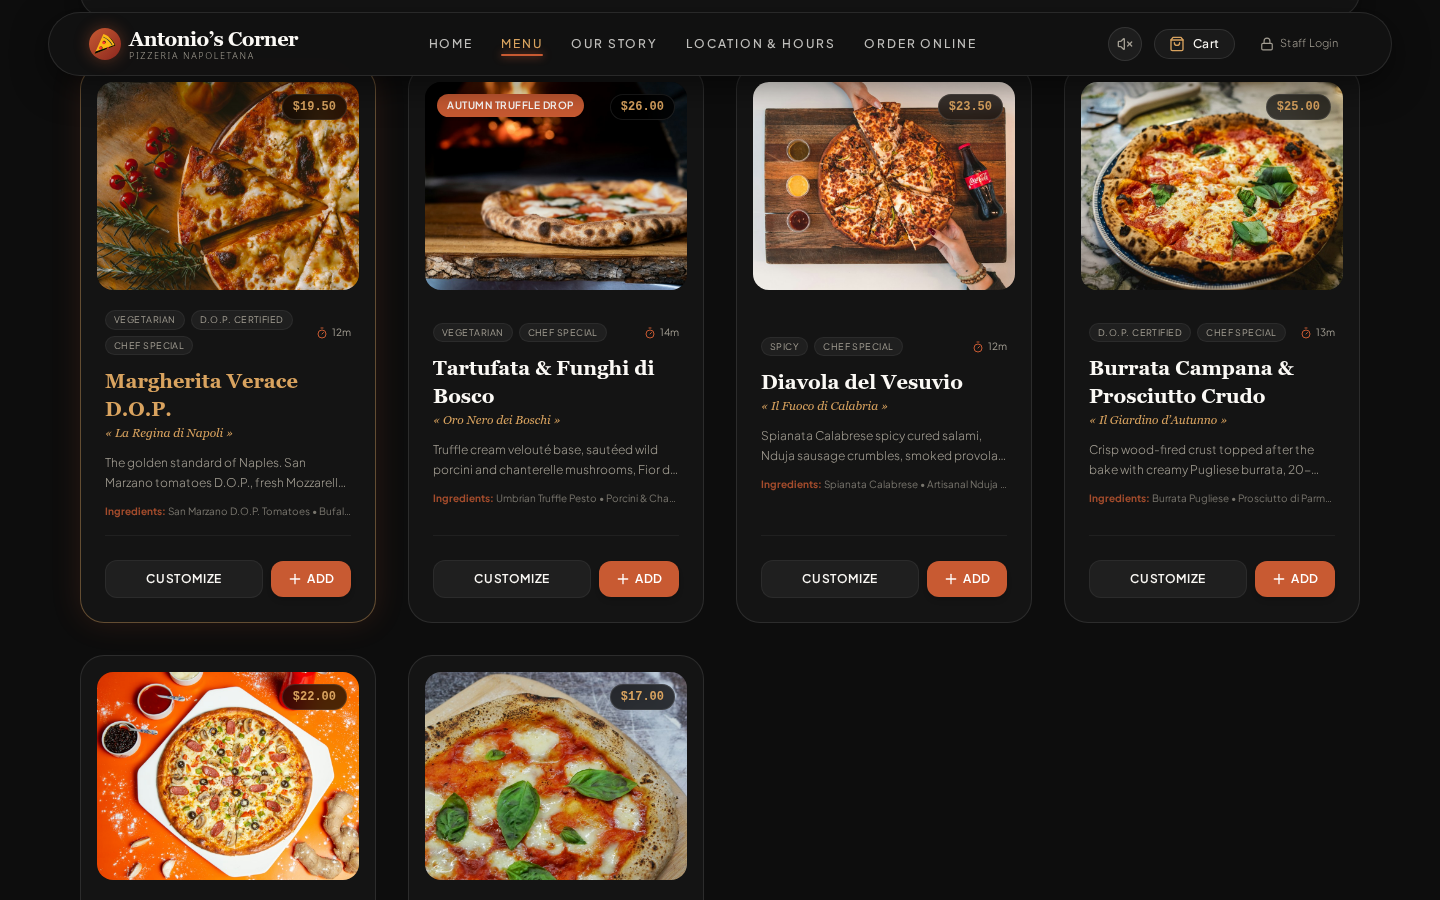 Antonio's Corner
PIZZERIA NAPOLETANA
HOME
MENU
OUR STORY
LOCATION & HOURS
ORDER ONLINE
Cart
Staff Login
$19.50
AUTUMN TRUFFLE DROP
$26.00
$23.50
Coca-Cola
$25.00
VEGETARIAN
D.O.P. CERTIFIED
CHEF SPECIAL
12m
Margherita Verace
D.O.P.
« La Regina di Napoli »
The golden standard of Naples. San
Marzano tomatoes D.O.P., fresh Mozzarell...
Ingredients: San Marzano D.O.P. Tomatoes • Bufal...
CUSTOMIZE
+ ADD
VEGETARIAN
CHEF SPECIAL
14m
Tartufata & Funghi di
Bosco
« Oro Nero dei Boschi »
Truffle cream velouté base, sautéed wild
porcini and chanterelle mushrooms, Fior d...
Ingredients: Umbrian Truffle Pesto • Porcini & Cha...
CUSTOMIZE
+ ADD
SPICY
CHEF SPECIAL
12m
Diavola del Vesuvio
« Il Fuoco di Calabria »
Spianata Calabrese spicy cured salami,
Nduja sausage crumbles, smoked provola...
Ingredients: Spianata Calabrese • Artisanal Nduja ...
CUSTOMIZE
+ ADD
D.O.P. CERTIFIED
CHEF SPECIAL
13m
Burrata Campana &
Prosciutto Crudo
« Il Giardino d'Autunno »
Crisp wood-fired crust topped after the
bake with creamy Pugliese burrata, 20-...
Ingredients: Burrata Pugliese • Prosciutto di Parm...
CUSTOMIZE
+ ADD
$22.00
$17.00